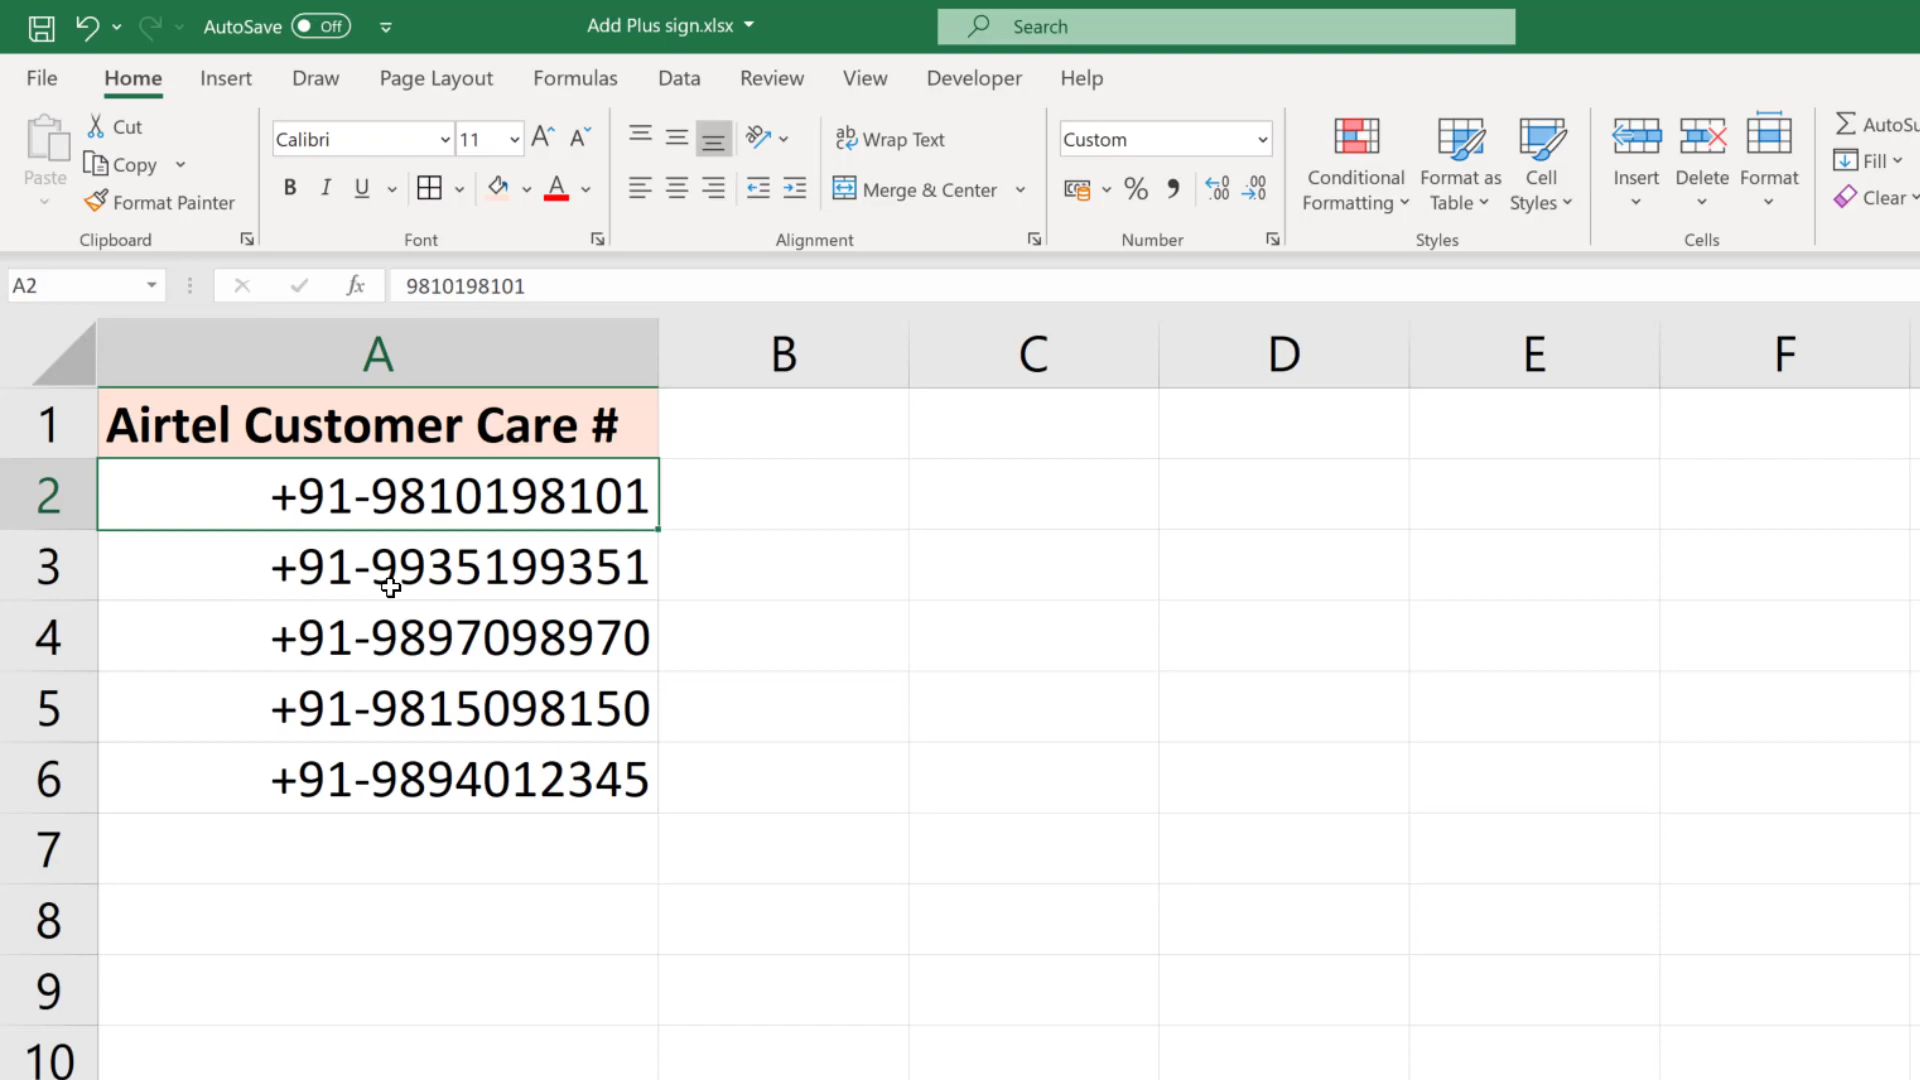 AutoSave Off Add Plus sign.xlsx Search
File Home Insert Draw Page Layout Formulas Data Review View Developer Help
Paste Cut Copy Format Painter Clipboard
Calibri 11 A A B I U A Font
ab Wrap Text Merge & Center Alignment
Custom % .00 .00 Number
Conditional Formatting Format as Table Cell Styles Styles
Insert Delete Format Cells
Fill Clear
A2 fx 9810198101
A B C D E F
1 Airtel Customer Care #
2 +91-9810198101
3 +91-9935199351
4 +91-9897098970
5 +91-9815098150
6 +91-9894012345
7
8
9
10